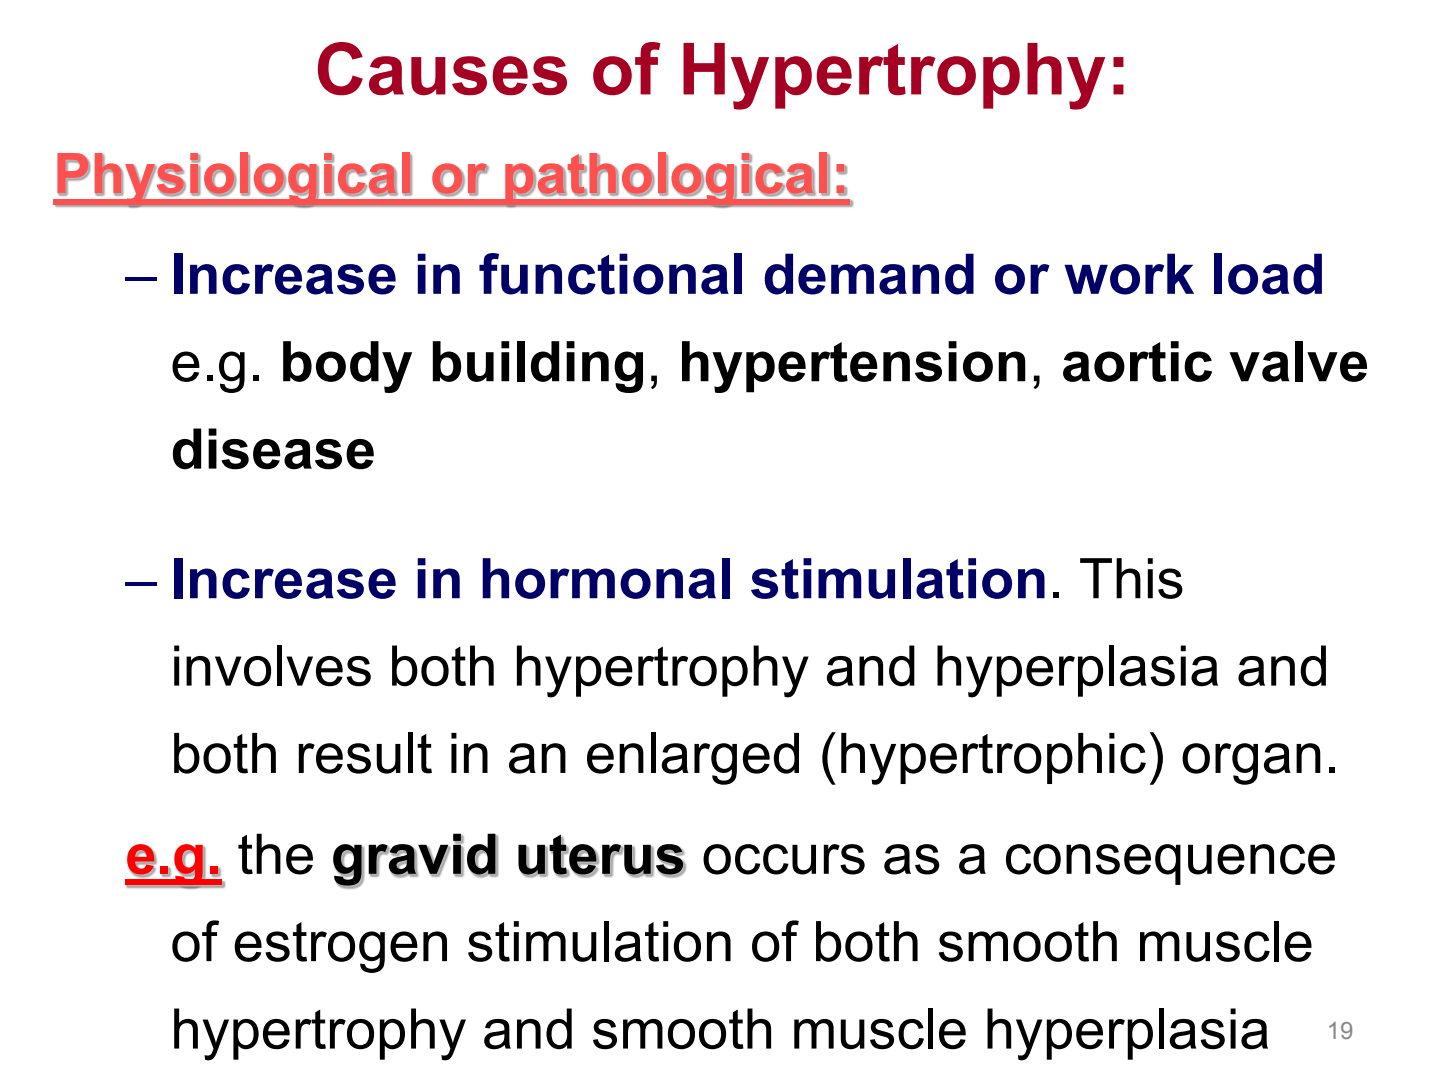 Causes of Hypertrophy:
Physiological or pathological:
– Increase in functional demand or work load
e.g. body building, hypertension, aortic valve
disease
– Increase in hormonal stimulation. This
involves both hypertrophy and hyperplasia and
both result in an enlarged (hypertrophic) organ.
e.g. the gravid uterus occurs as a consequence
of estrogen stimulation of both smooth muscle
hypertrophy and smooth muscle hyperplasia
19